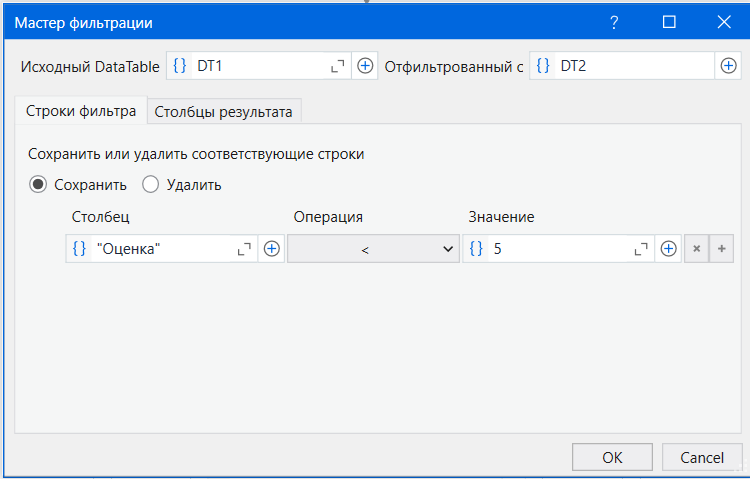 Мастер фильтрации ?
Исходный DataTable {} DT1 Отфильтрованный с {} DT2
Строки фильтра Столбцы результата
Сохранить или удалить соответствующие строки
Сохранить Удалить
Столбец Операция Значение
{} "Оценка" < {} 5
OK Cancel